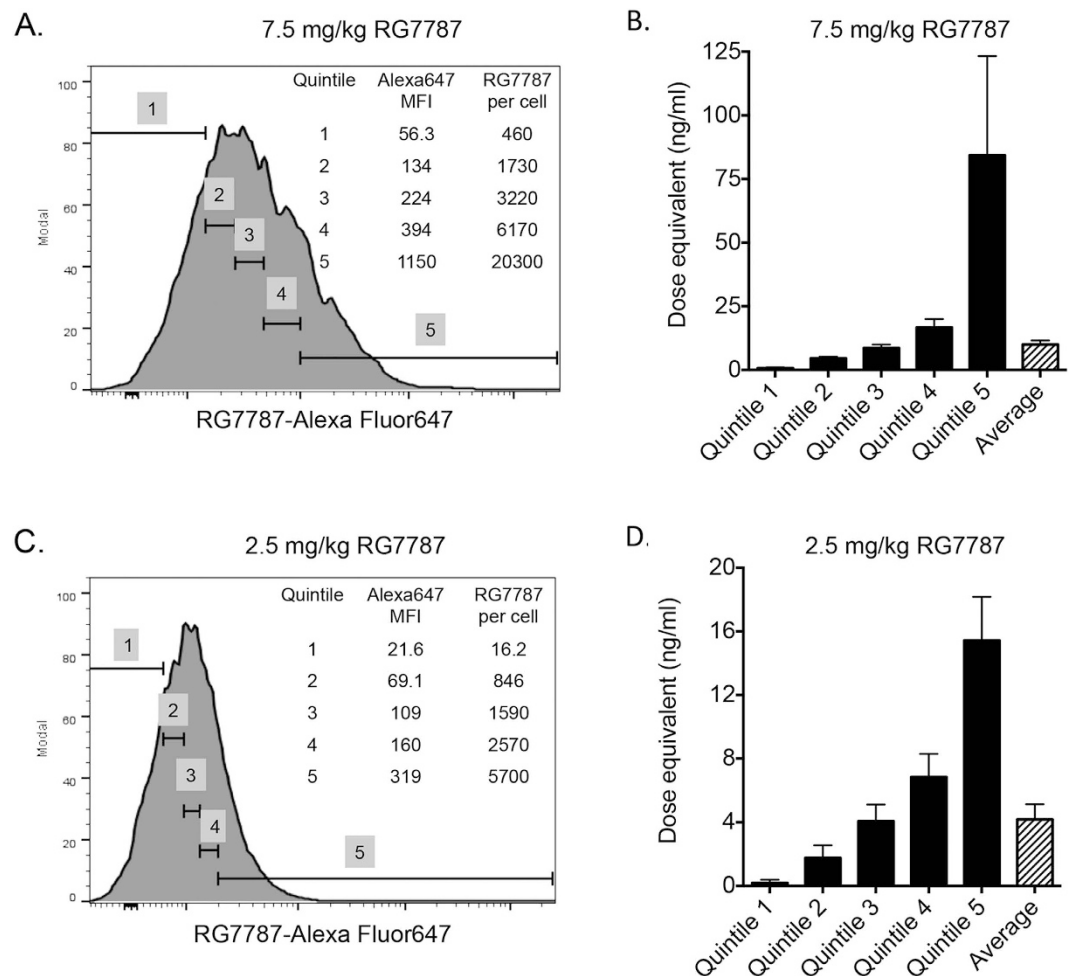 A.
7.5 mg/kg RG7787
Quintile Alexa647 MFI RG7787 per cell
1 56.3 460
2 134 1730
3 224 3220
4 394 6170
5 1150 20300
1
2
3
4
5
100
80
60
40
20
0
Modal
RG7787-Alexa Fluor647
B.
7.5 mg/kg RG7787
Dose equivalent (ng/ml)
125
100
75
50
25
0
Quintile 1
Quintile 2
Quintile 3
Quintile 4
Quintile 5
Average
C.
2.5 mg/kg RG7787
Quintile Alexa647 MFI RG7787 per cell
1 21.6 16.2
2 69.1 846
3 109 1590
4 160 2570
5 319 5700
1
2
3
4
5
100
80
60
40
20
0
Modal
RG7787-Alexa Fluor647
D.
2.5 mg/kg RG7787
Dose equivalent (ng/ml)
20
16
12
8
4
0
Quintile 1
Quintile 2
Quintile 3
Quintile 4
Quintile 5
Average